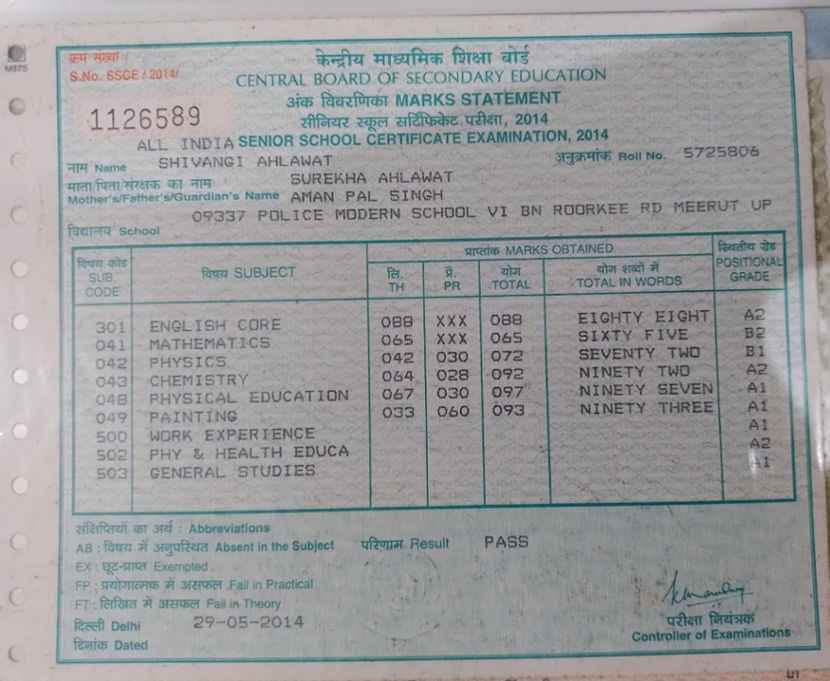 क्रम संख्या
S.No. SSCE / 2014/
1126589
केन्द्रीय माध्यमिक शिक्षा बोर्ड
CENTRAL BOARD OF SECONDARY EDUCATION
अंक विवरणिका MARKS STATEMENT
सीनियर स्कूल सर्टिफिकेट परीक्षा, 2014
ALL INDIA SENIOR SCHOOL CERTIFICATE EXAMINATION, 2014
नाम Name SHIVANGI AHLAWAT अनुक्रमांक Roll No. 5725806
माता/पिता/संरक्षक का नाम SUREKHA AHLAWAT
Mother's/Father's/Guardian's Name AMAN PAL SINGH
09337 POLICE MODERN SCHOOL VI BN ROORKEE RD MEERUT UP
विद्यालय School
विषय कोड SUB. CODE विषय SUBJECT प्राप्तांक MARKS OBTAINED स्थितीय ग्रेड POSITIONAL GRADE
लि. TH प्रै. PR योग TOTAL योग शब्दों में TOTAL IN WORDS
301 ENGLISH CORE 088 XXX 088 EIGHTY EIGHT A2
041 MATHEMATICS 065 XXX 065 SIXTY FIVE B2
042 PHYSICS 042 030 072 SEVENTY TWO B1
043 CHEMISTRY 064 028 092 NINETY TWO A2
048 PHYSICAL EDUCATION 067 030 097 NINETY SEVEN A1
049 PAINTING 033 060 093 NINETY THREE A1
500 WORK EXPERIENCE A1
502 PHY & HEALTH EDUCA A2
503 GENERAL STUDIES A1
संक्षिप्तियों का अर्थ : Abbreviations
AB : विषय में अनुपस्थित Absent in the Subject परिणाम Result PASS
EX : छूट-प्राप्त Exempted
FP : प्रयोगात्मक में असफल Fail in Practical
FT : लिखित में असफल Fail in Theory
दिल्ली Delhi 29-05-2014
दिनांक Dated
परीक्षा नियंत्रक
Controller of Examinations